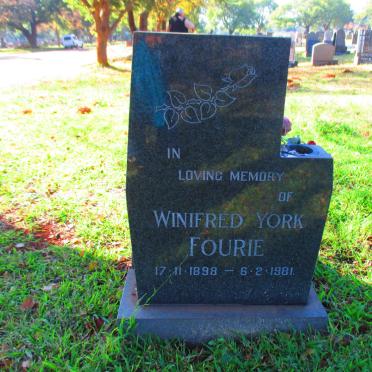 IN
LOVING MEMORY
OF
WINIFRED YORK
FOURIE
17·11·1898 — 6·2·1981.